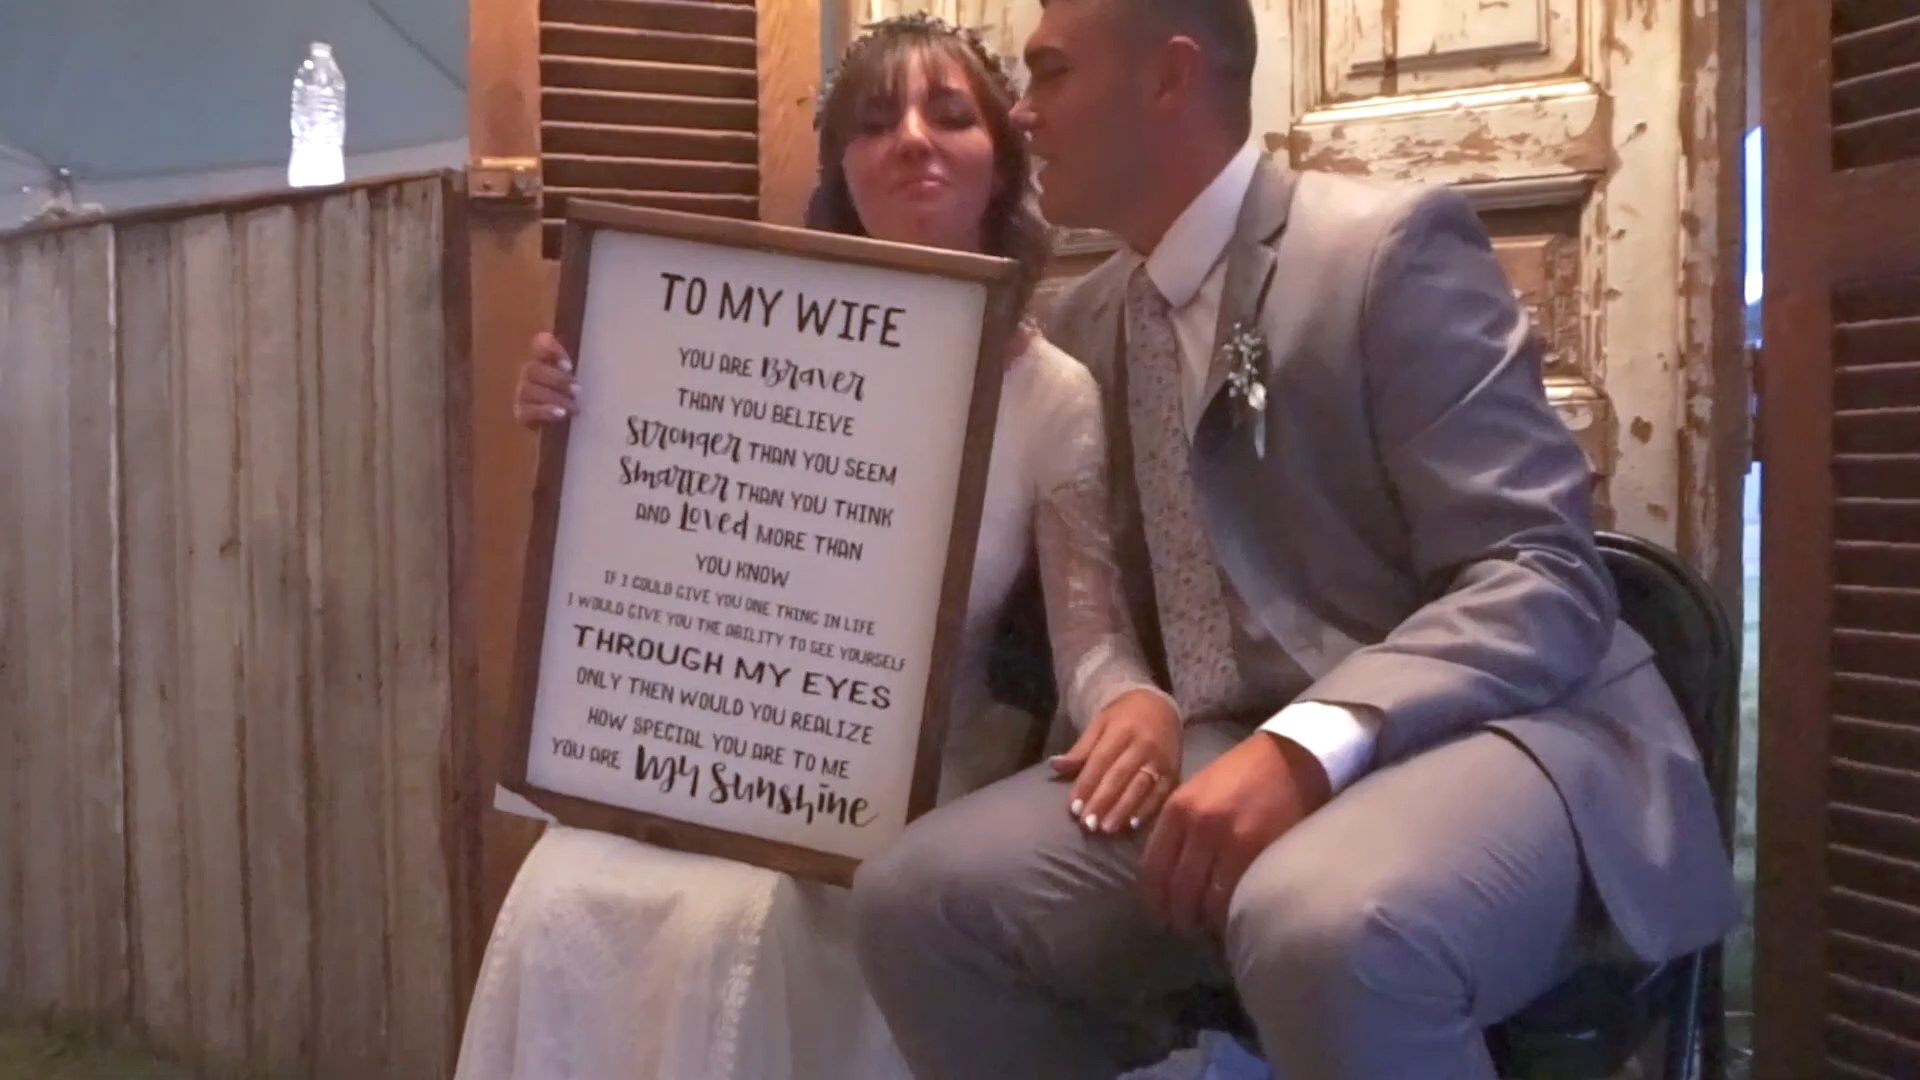 TO MY WIFE
YOU ARE Braver
THAN YOU BELIEVE
Stronger THAN YOU SEEM
Smarter THAN YOU THINK
AND Loved MORE THAN
YOU KNOW
IF I COULD GIVE YOU ONE THING IN LIFE
I WOULD GIVE YOU THE ABILITY TO SEE YOURSELF
THROUGH MY EYES
ONLY THEN WOULD YOU REALIZE
HOW SPECIAL YOU ARE TO ME
YOU ARE My Sunshine